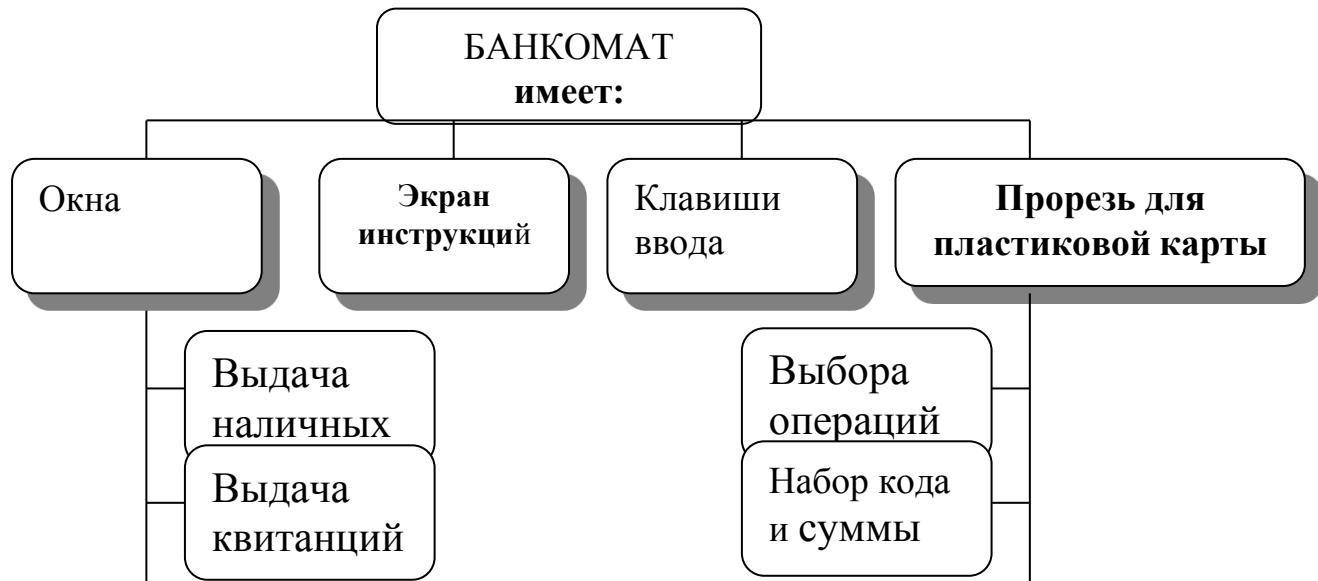 БАНКОМАТ
имеет:
Окна
Экран
инструкций
Клавиши
ввода
Прорезь для
пластиковой карты
Выдача
наличных
Выдача
квитанций
Выбора
операций
Набор кода
и суммы